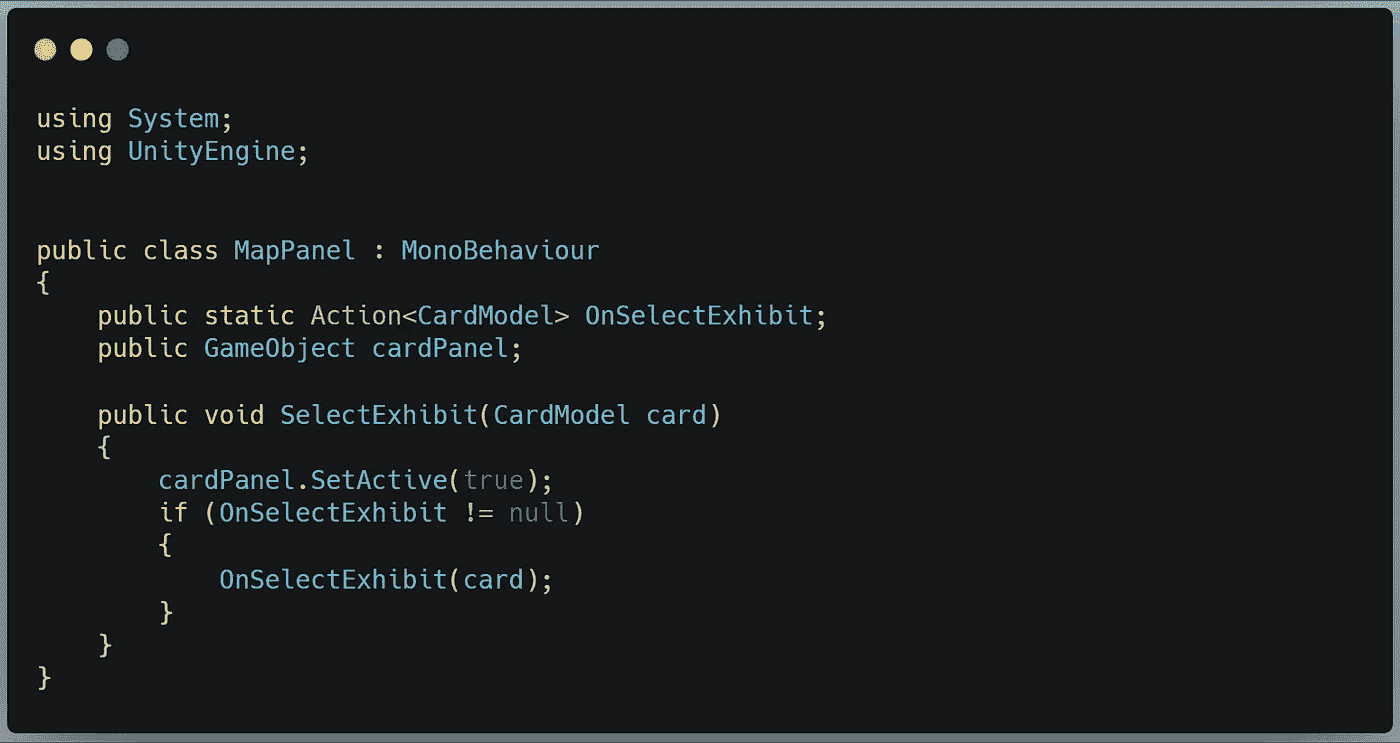 using System;
using UnityEngine;
public class MapPanel : MonoBehaviour
{
    public static Action<CardModel> OnSelectExhibit;
    public GameObject cardPanel;
    public void SelectExhibit(CardModel card)
    {
        cardPanel.SetActive(true);
        if (OnSelectExhibit != null)
        {
            OnSelectExhibit(card);
        }
    }
}